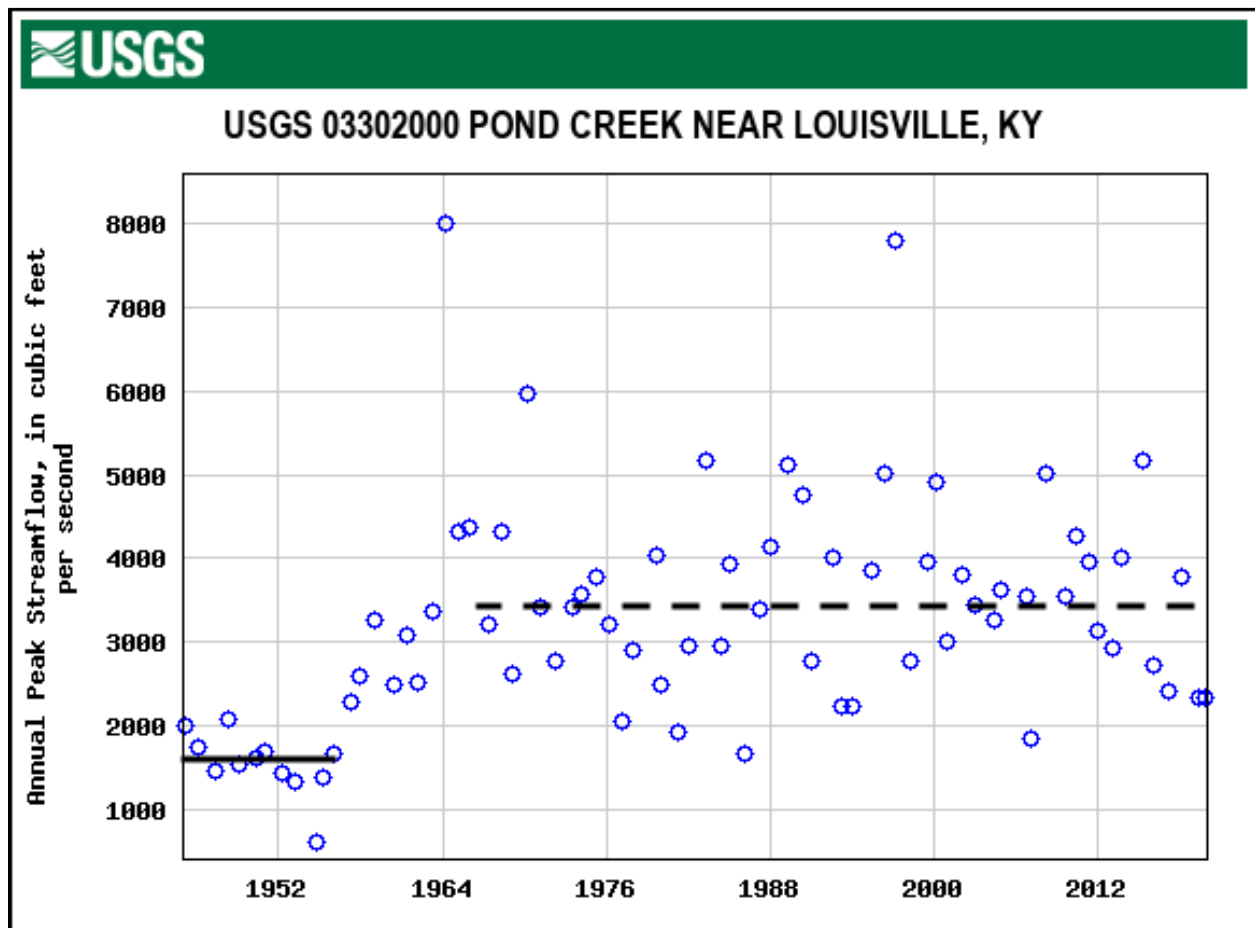 USGS
USGS 03302000 POND CREEK NEAR LOUISVILLE, KY
Annual Peak Streamflow, in cubic feet
per second
8000
7000
6000
5000
4000
3000
2000
1000
1952 1964 1976 1988 2000 2012